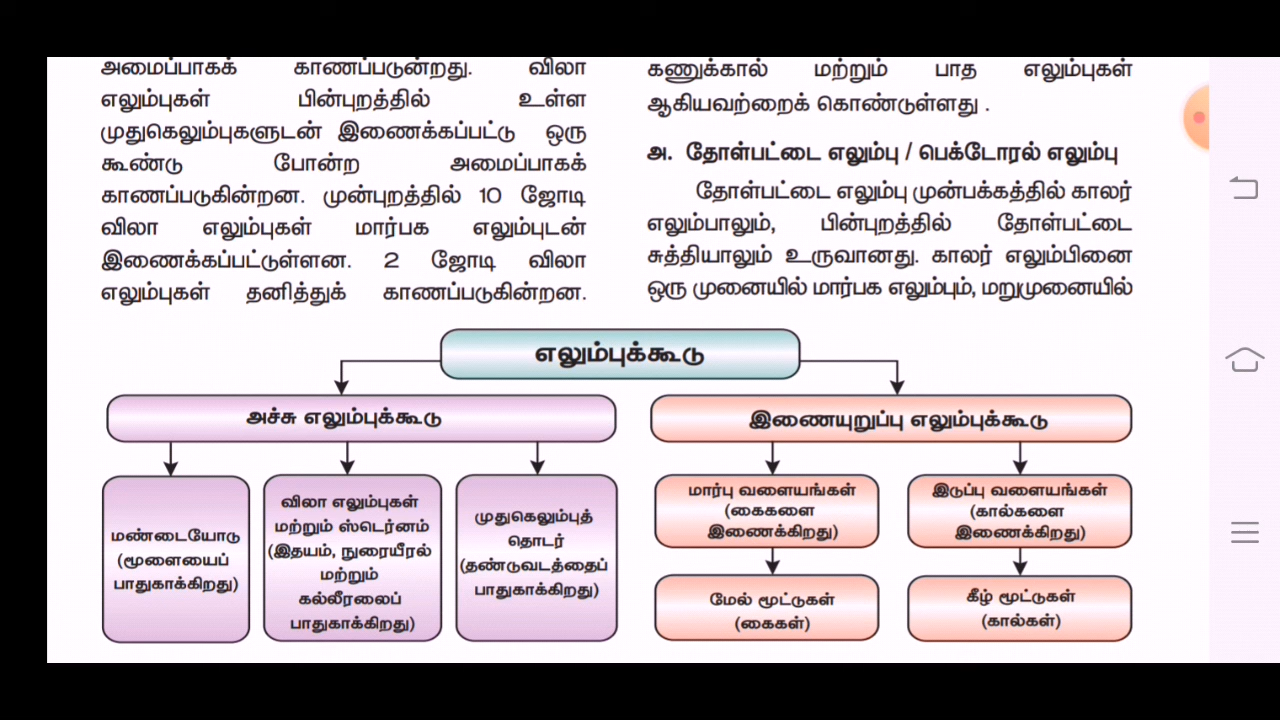 அமைப்பாகக் காணப்படுன்றது. விலா
எலும்புகள் பின்புறத்தில் உள்ள
முதுகெலும்புகளுடன் இணைக்கப்பட்டு ஒரு
கூண்டு போன்ற அமைப்பாகக்
காணப்படுகின்றன. முன்புறத்தில் 10 ஜோடி
விலா எலும்புகள் மார்பக எலும்புடன்
இணைக்கப்பட்டுள்ளன. 2 ஜோடி விலா
எலும்புகள் தனித்துக் காணப்படுகின்றன.
கணுக்கால் மற்றும் பாத எலும்புகள்
ஆகியவற்றைக் கொண்டுள்ளது .
அ. தோள்பட்டை எலும்பு / பெக்டோரல் எலும்பு
தோள்பட்டை எலும்பு முன்பக்கத்தில் காலர்
எலும்பாலும், பின்புறத்தில் தோள்பட்டை
சுத்தியாலும் உருவானது. காலர் எலும்பினை
ஒரு முனையில் மார்பக எலும்பும், மறுமுனையில்
எலும்புக்கூடு
அச்சு எலும்புக்கூடு
இணையுறுப்பு எலும்புக்கூடு
மண்டையோடு
(மூளையைப்
பாதுகாக்கிறது)
விலா எலும்புகள்
மற்றும் ஸ்டெர்னம்
(இதயம், நுரையீரல்
மற்றும்
கல்லீரலைப்
பாதுகாக்கிறது)
முதுகெலும்புத்
தொடர்
(தண்டுவடத்தைப்
பாதுகாக்கிறது)
மார்பு வளையங்கள்
(கைகளை
இணைக்கிறது)
இடுப்பு வளையங்கள்
(கால்களை
இணைக்கிறது)
மேல் மூட்டுகள்
(கைகள்)
கீழ் மூட்டுகள்
(கால்கள்)